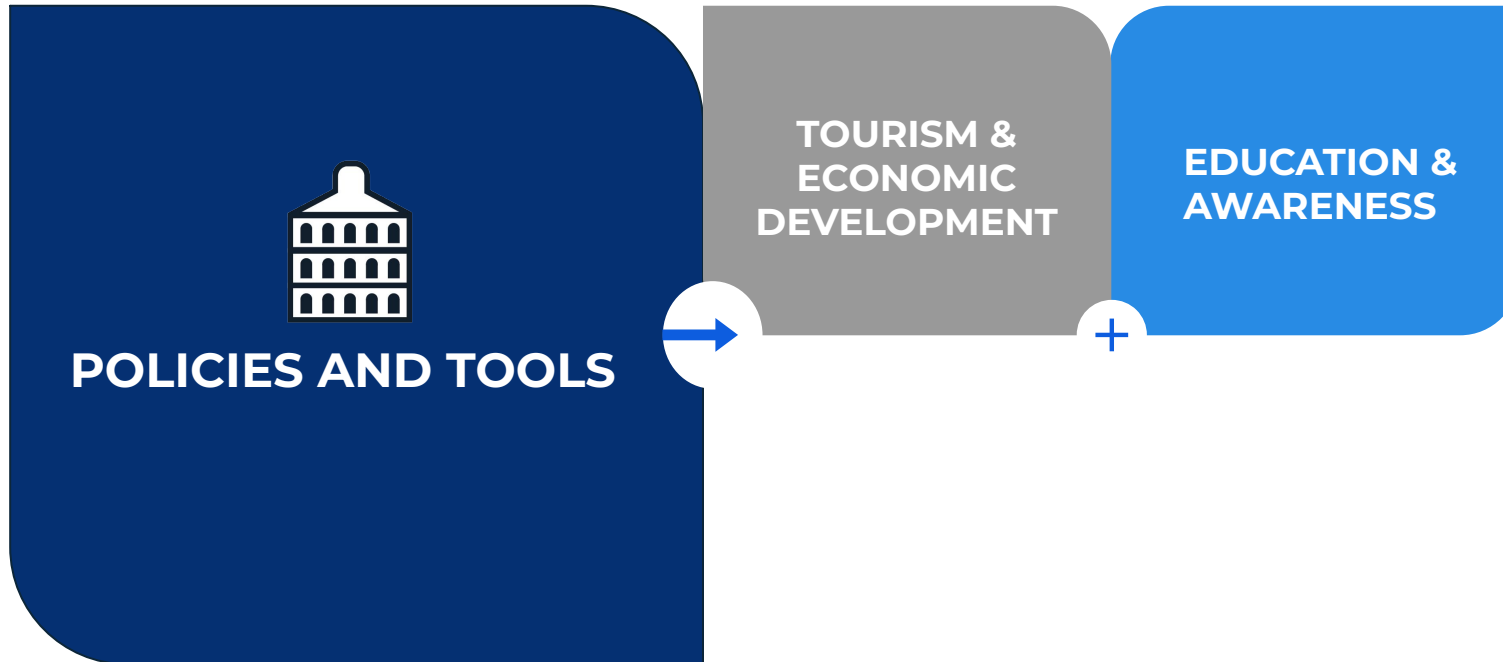 POLICIES AND TOOLS
TOURISM &
ECONOMIC
DEVELOPMENT
EDUCATION &
AWARENESS